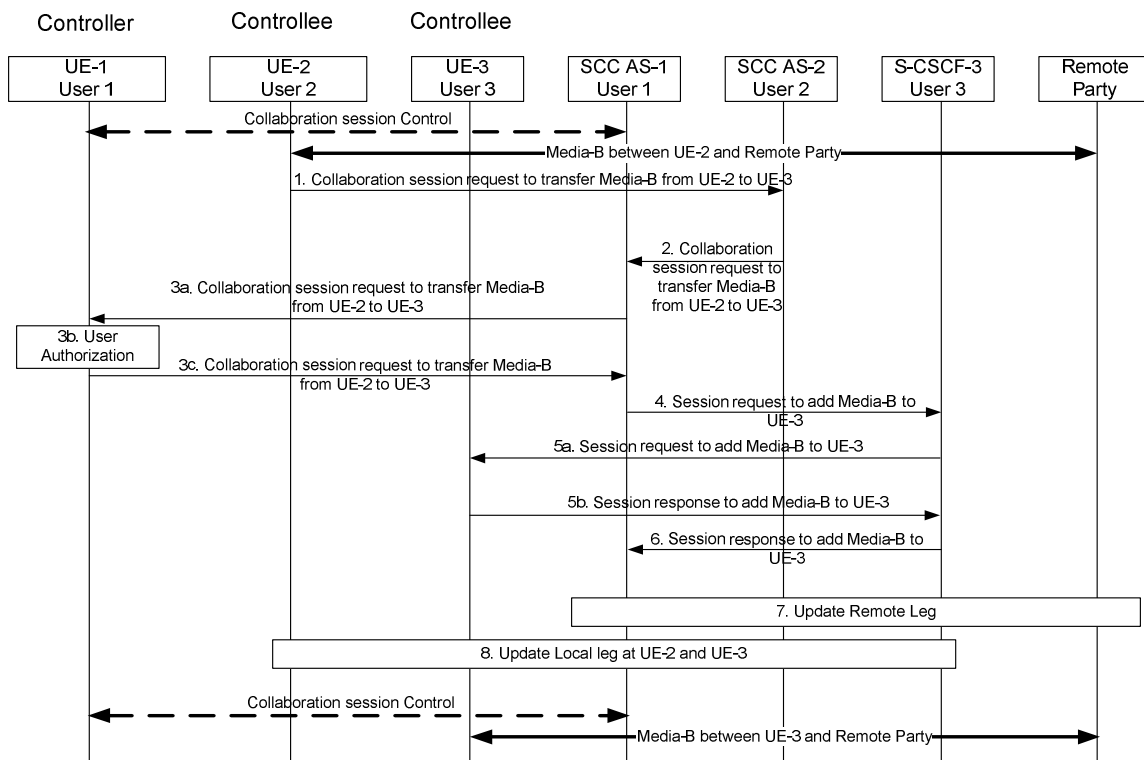 Controller
Controllee
Controllee
UE-1
User 1
UE-2
User 2
UE-3
User 3
SCC AS-1
User 1
SCC AS-2
User 2
S-CSCF-3
User 3
Remote
Party
Collaboration session Control
Media-B between UE-2 and Remote Party
1. Collaboration session request to transfer Media-B from UE-2 to UE-3
2. Collaboration
session request to
transfer Media-B
from UE-2 to UE-3
3a. Collaboration session request to transfer Media-B
from UE-2 to UE-3
3b. User
Authorization
3c. Collaboration session request to transfer Media-B
from UE-2 to UE-3
4. Session request to add Media-B to
UE-3
5a. Session request to add Media-B to UE-3
5b. Session response to add Media-B to UE-3
6. Session response to add Media-B to
UE-3
7. Update Remote Leg
8. Update Local leg at UE-2 and UE-3
Collaboration session Control
Media-B between UE-3 and Remote Party